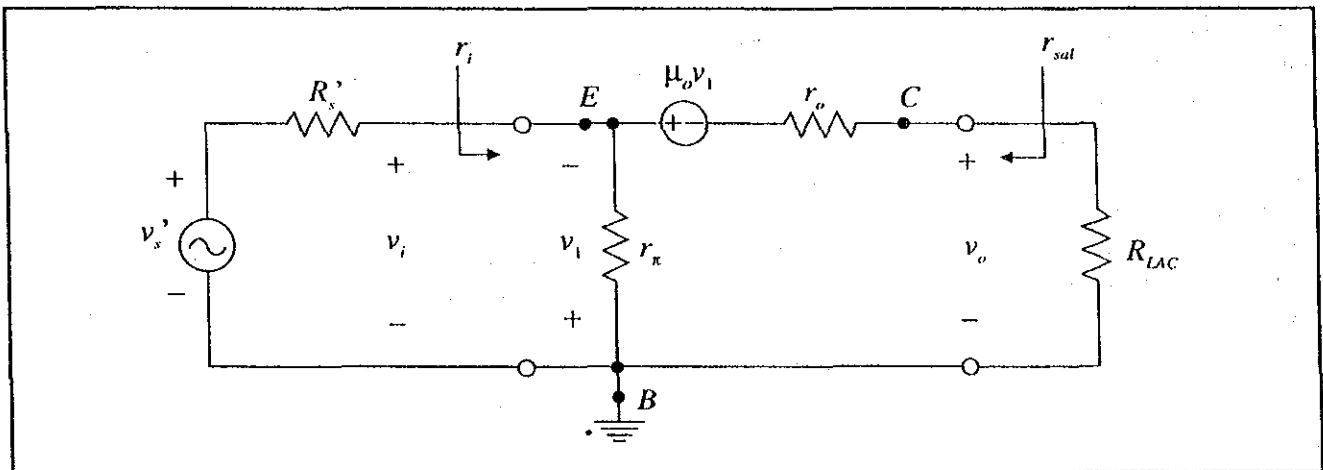 r_i
r_sal
μ_o v_1
R_s'
E
r_o
C
+
+
−
+
+
v_s'
v_i
v_1
r_π
v_o
R_LAC
−
−
+
−
B